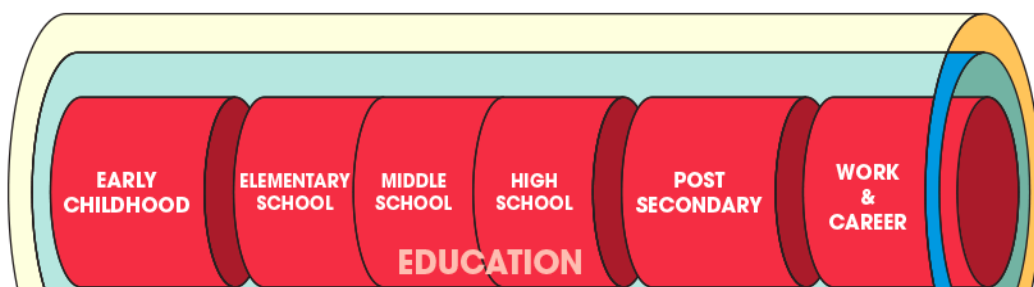 EARLY
CHILDHOOD
ELEMENTARY
SCHOOL
MIDDLE
SCHOOL
HIGH
SCHOOL
POST
SECONDARY
WORK
&
CAREER
EDUCATION